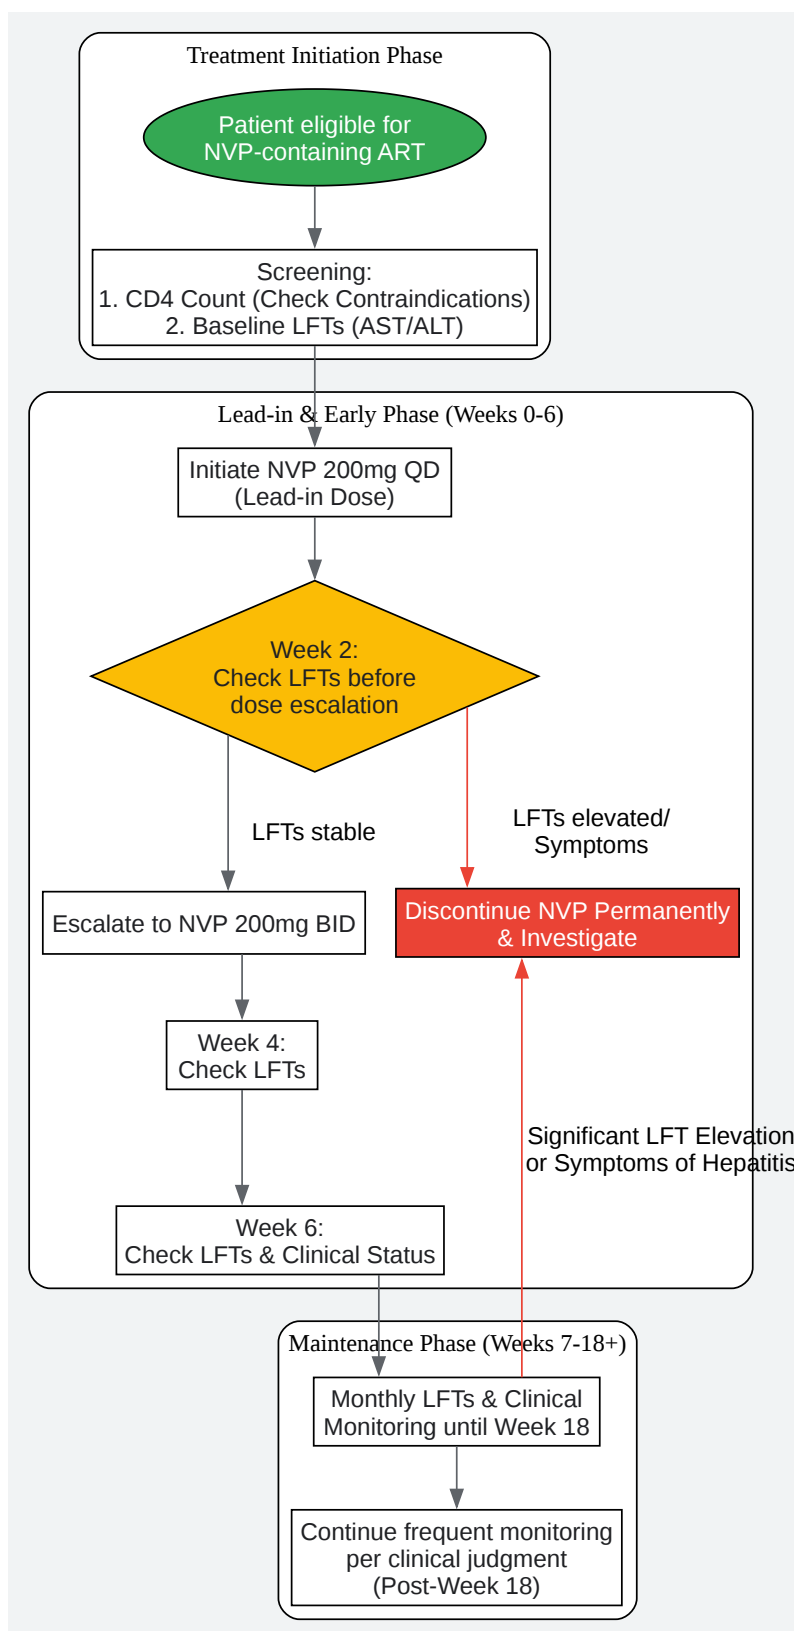 Treatment Initiation Phase
Patient eligible for
NVP-containing ART
Screening:
1. CD4 Count (Check Contraindications)
2. Baseline LFTs (AST/ALT)
Lead-in & Early Phase (Weeks 0-6)
Initiate NVP 200mg QD
(Lead-in Dose)
Week 2:
Check LFTs before
dose escalation
LFTs stable
LFTs elevated/
Symptoms
Escalate to NVP 200mg BID
Discontinue NVP Permanently
& Investigate
Week 4:
Check LFTs
Significant LFT Elevation
or Symptoms of Hepatitis
Week 6:
Check LFTs & Clinical Status
Maintenance Phase (Weeks 7-18+)
Monthly LFTs & Clinical
Monitoring until Week 18
Continue frequent monitoring
per clinical judgment
(Post-Week 18)